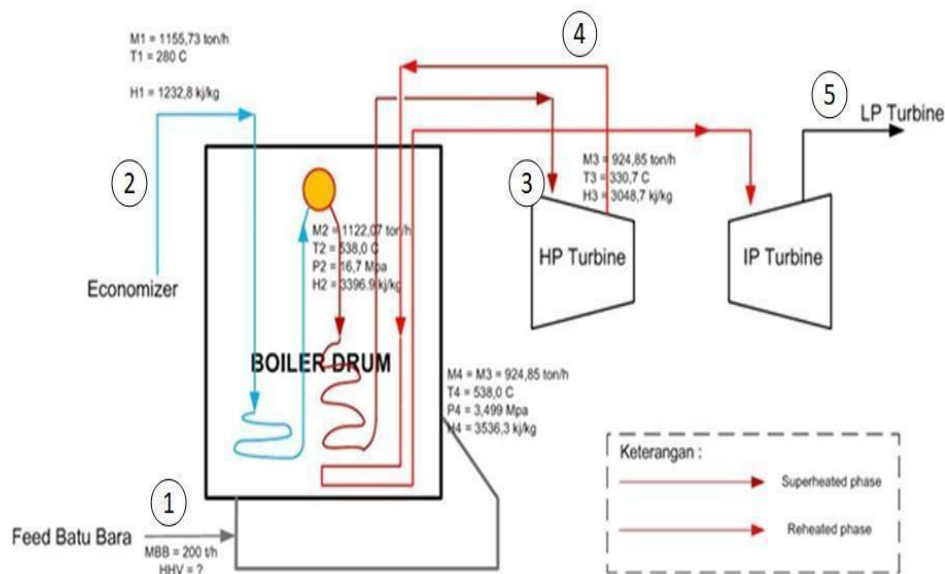 M1 = 1155,73 ton/h
T1 = 280 C
H1 = 1232,8 kj/kg
4
5
LP Turbine
2
3
M3 = 924,85 ton/h
T3 = 330,7 C
H3 = 3048,7 kj/kg
M2 = 1122,07 ton/h
T2 = 538,0 C
P2 = 16,7 Mpa
H2 = 3396.9 kj/kg
HP Turbine
IP Turbine
Economizer
BOILER DRUM
M4 = M3 = 924,85 ton/h
T4 = 538,0 C
P4 = 3,499 Mpa
H4 = 3536,3 kj/kg
Keterangan :
Superheated phase
Reheated phase
1
Feed Batu Bara
MBB = 200 t/h
HHV = ?